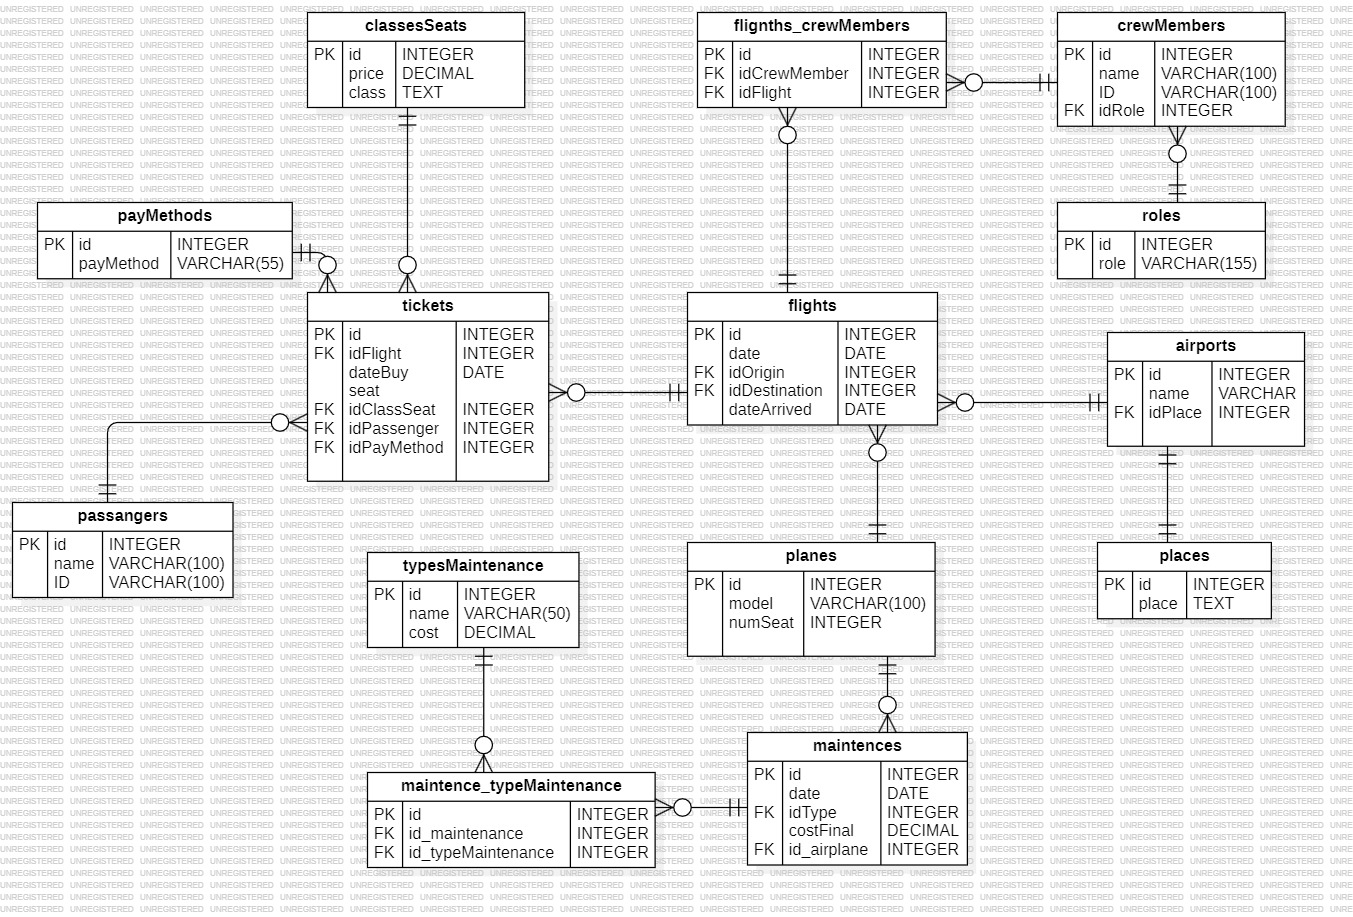 classesSeats
PK id INTEGER
price DECIMAL
class TEXT
flignths_crewMembers
PK id INTEGER
FK idCrewMember INTEGER
FK idFlight INTEGER
crewMembers
PK id INTEGER
name VARCHAR(100)
ID VARCHAR(100)
FK idRole INTEGER
payMethods
PK id INTEGER
payMethod VARCHAR(55)
roles
PK id INTEGER
role VARCHAR(155)
tickets
PK id INTEGER
FK idFlight INTEGER
dateBuy DATE
seat
FK idClassSeat INTEGER
FK idPassenger INTEGER
FK idPayMethod INTEGER
flights
PK id INTEGER
date DATE
FK idOrigin INTEGER
FK idDestination INTEGER
dateArrived DATE
airports
PK id INTEGER
name VARCHAR
FK idPlace INTEGER
passangers
PK id INTEGER
name VARCHAR(100)
ID VARCHAR(100)
typesMaintenance
PK id INTEGER
name VARCHAR(50)
cost DECIMAL
planes
PK id INTEGER
model VARCHAR(100)
numSeat INTEGER
places
PK id INTEGER
place TEXT
maintence_typeMaintenance
PK id INTEGER
FK id_maintenance INTEGER
FK id_typeMaintenance INTEGER
maintences
PK id INTEGER
date DATE
FK idType INTEGER
costFinal DECIMAL
FK id_airplane INTEGER
UNREGISTERED